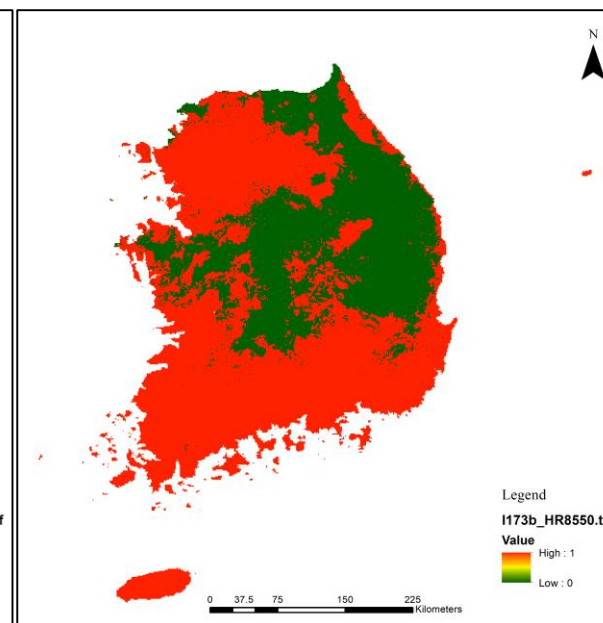 N
f
Legend
I173b_HR8550.t
Value
High : 1
Low : 0
0 37.5 75 150 225
Kilometers